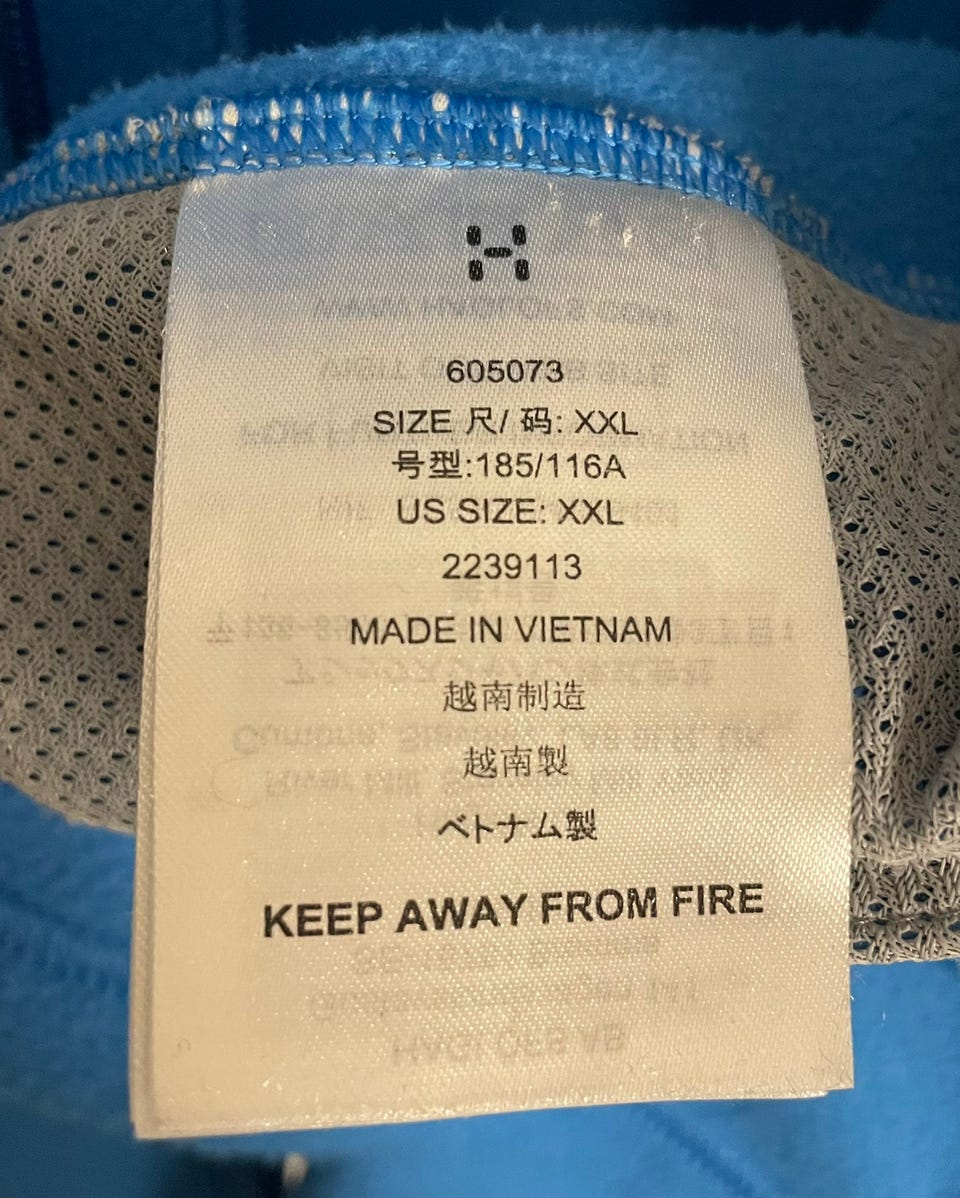 605073
SIZE 尺/ 码: XXL
号型:185/116A
US SIZE: XXL
2239113
MADE IN VIETNAM
越南制造
越南製
ベトナム製
KEEP AWAY FROM FIRE